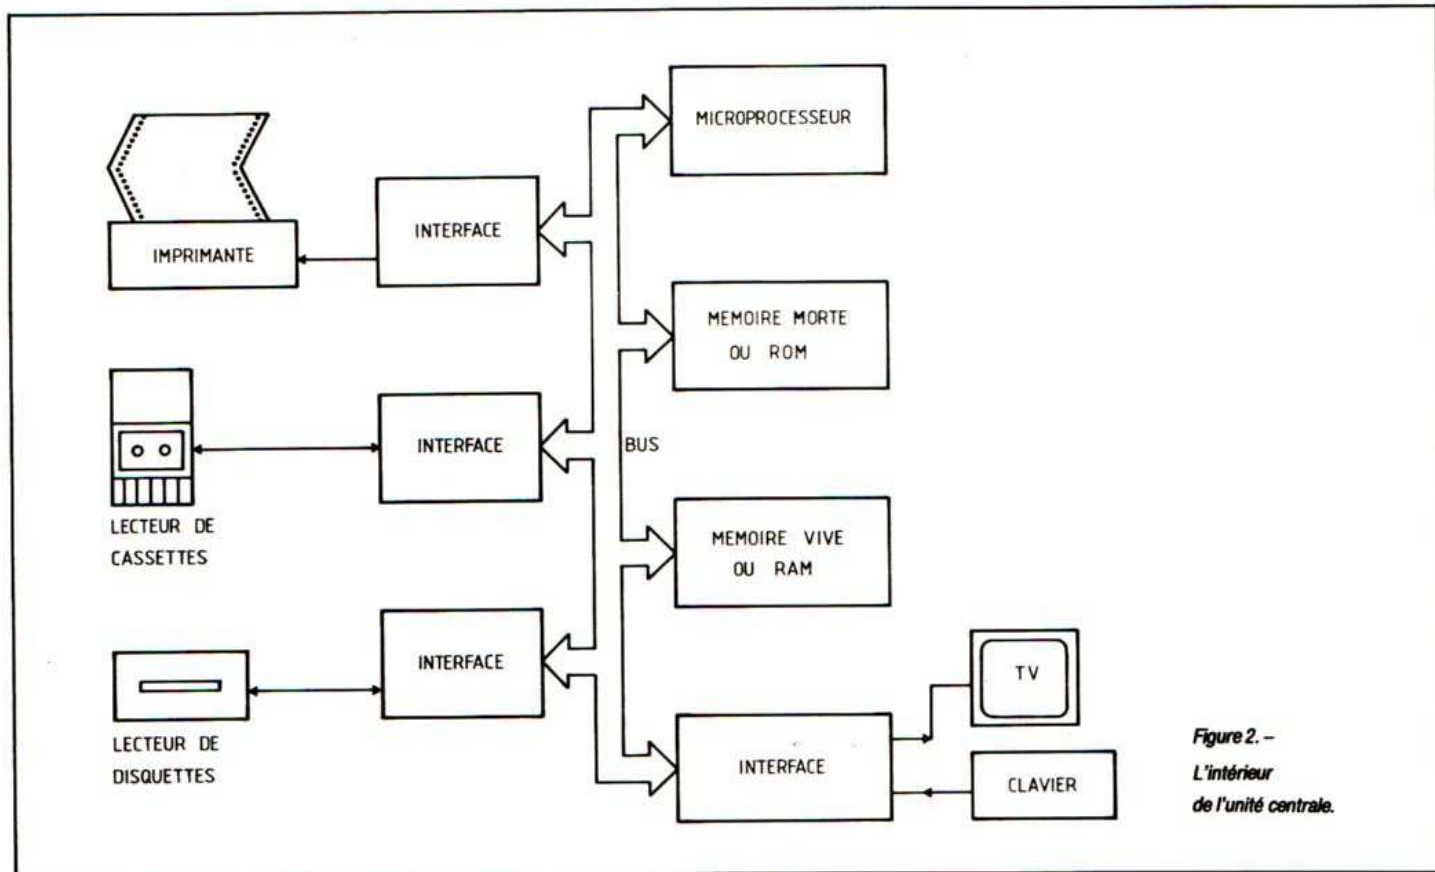 MICROPROCESSEUR
INTERFACE
IMPRIMANTE
MEMOIRE MORTE
OU ROM
INTERFACE
BUS
LECTEUR DE
CASSETTES
MEMOIRE VIVE
OU RAM
INTERFACE
LECTEUR DE
DISQUETTES
INTERFACE
TV
CLAVIER
Figure 2. –
L'intérieur
de l'unité centrale.